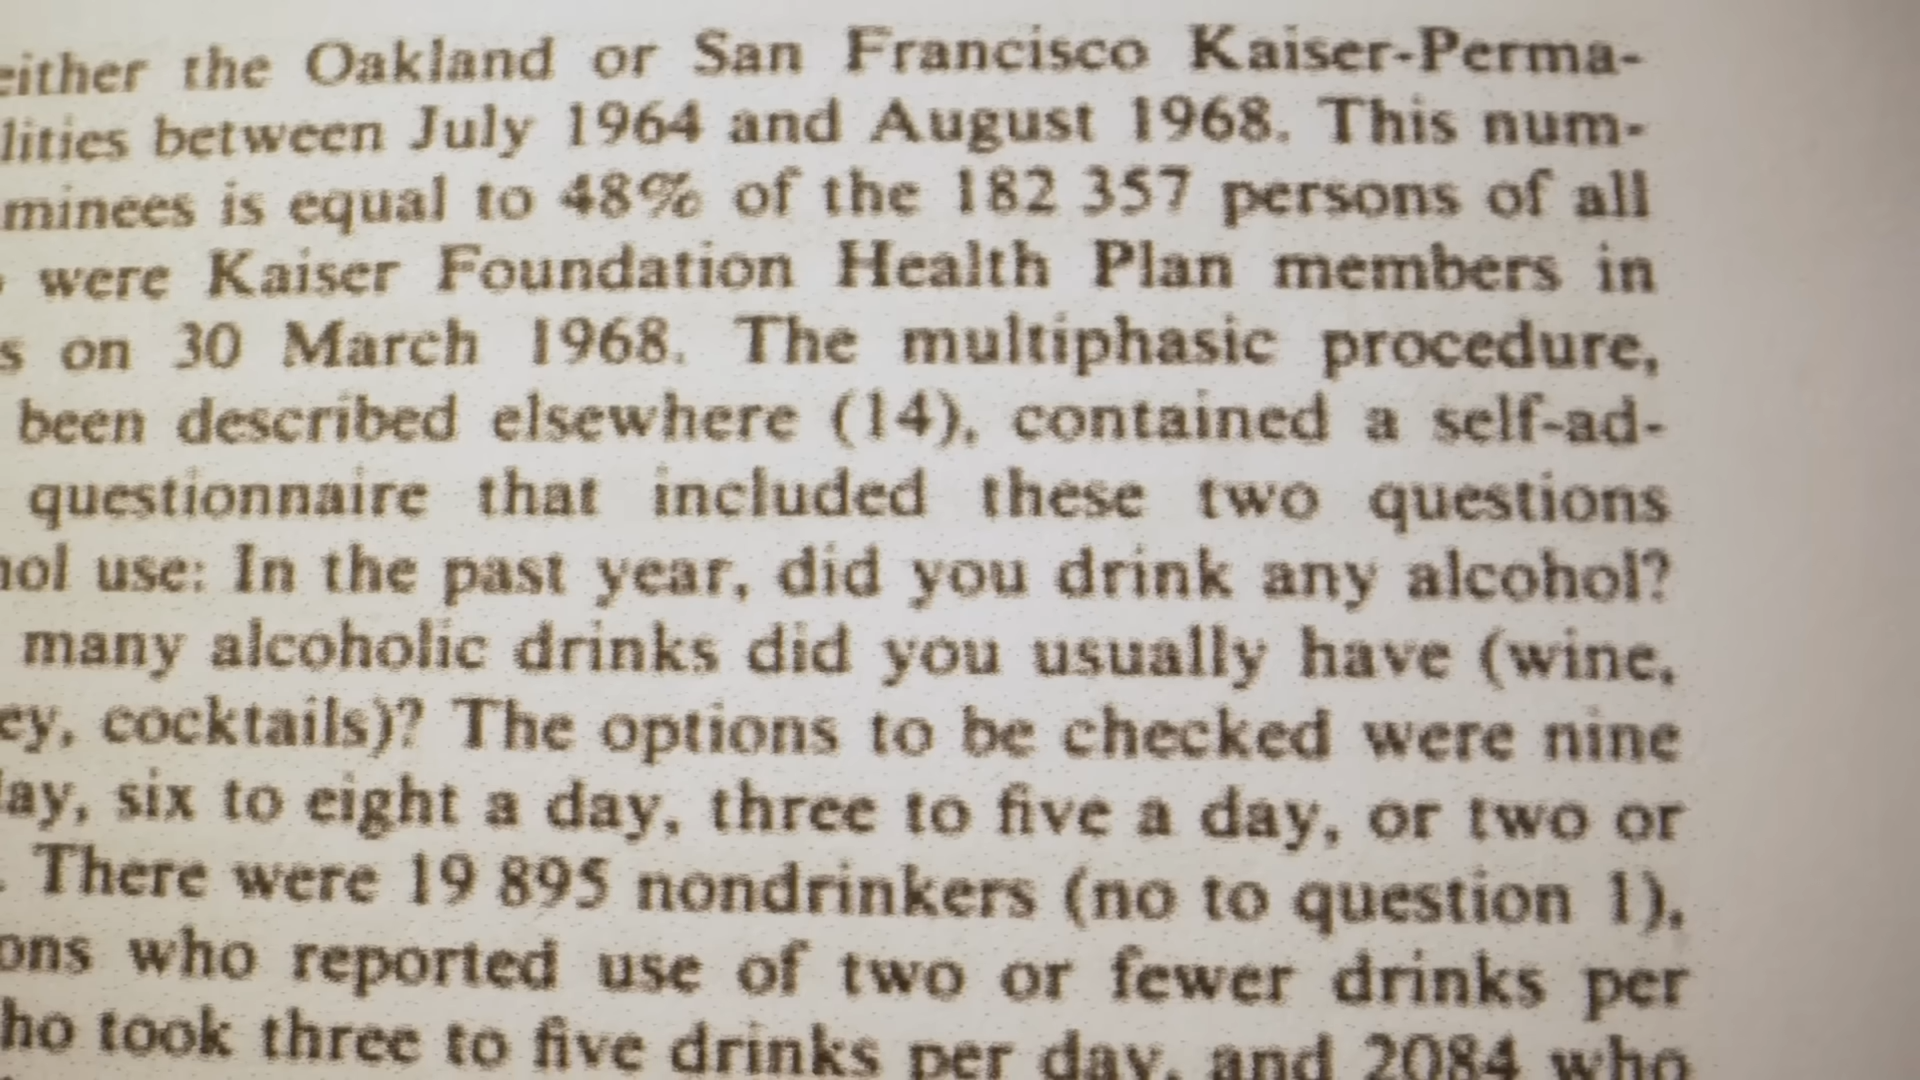 either the Oakland or San Francisco Kaiser-Perma-
lities between July 1964 and August 1968. This num-
minees is equal to 48% of the 182 357 persons of all
were Kaiser Foundation Health Plan members in
s on 30 March 1968. The multiphasic procedure,
been described elsewhere (14), contained a self-ad-
questionnaire that included these two questions
hol use: In the past year, did you drink any alcohol?
many alcoholic drinks did you usually have (wine,
ey, cocktails)? The options to be checked were nine
day, six to eight a day, three to five a day, or two or
. There were 19 895 nondrinkers (no to question 1),
ons who reported use of two or fewer drinks per
ho took three to five drinks per day, and 2084 who